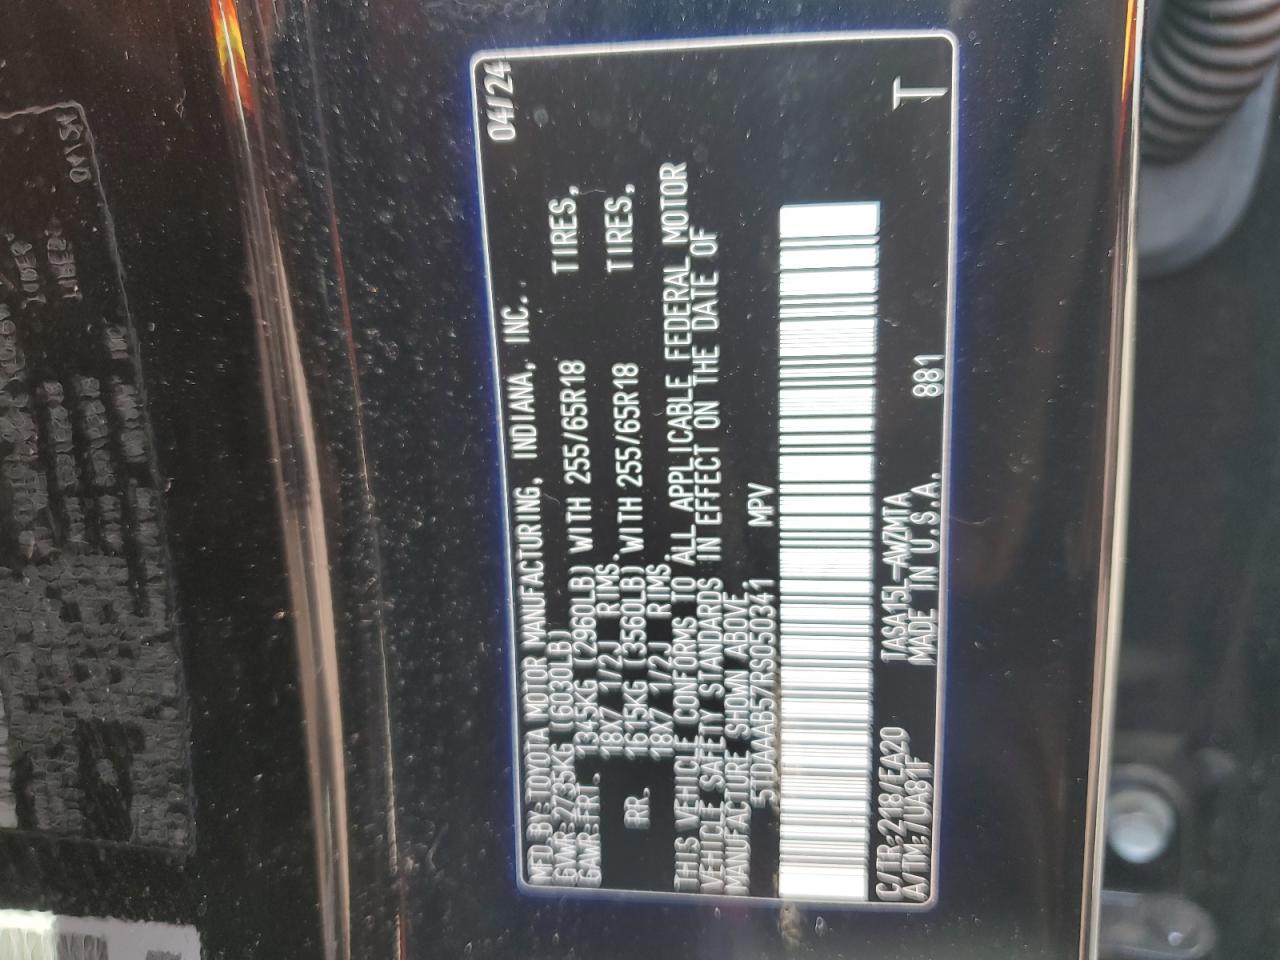 MFD BY: TOYOTA MOTOR MANUFACTURING, INDIANA, INC. 04/24
GVWR: 2735KG (6030LB)
GAWR: FRT. 1345KG (2960LB) WITH 255/65R18 TIRES,
18X7 1/2J RIMS.
RR. 1615KG (3560LB) WITH 255/65R18 TIRES,
18X7 1/2J RIMS.
THIS VEHICLE CONFORMS TO ALL APPLICABLE FEDERAL MOTOR
VEHICLE SAFETY STANDARDS IN EFFECT ON THE DATE OF
MANUFACTURE SHOWN ABOVE.
5TDAAAB57RS050341 MPV
C/TR: 218/EA20 TASA15L-AWZMTA
A/TM: /UA81F MADE IN U.S.A. 881 T